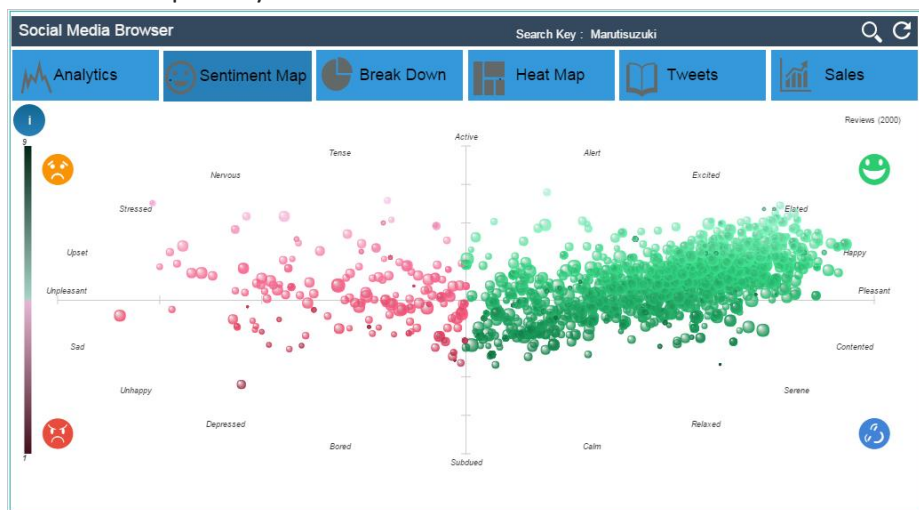 Social Media Browser
Search Key : Marutisuzuki
Analytics
Sentiment Map
Break Down
Heat Map
Tweets
Sales
i
Reviews (2000)
9
Active
Tense
Alert
Nervous
Excited
Stressed
Elated
Upset
Happy
Unpleasant
Pleasant
Sad
Contented
Unhappy
Serene
Depressed
Relaxed
Bored
Calm
1
Subdued